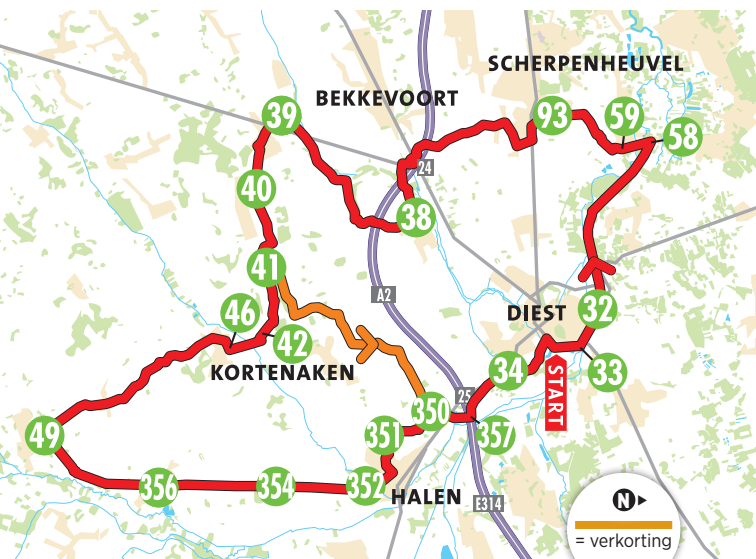 SCHERPENHEUVEL
BEKKEVOORT
39
93
59
58
24
40
38
41
A2
46
42
DIEST
32
KORTENAKEN
34
33
START
25
350
49
351
357
356
354
352
HALEN
E314
N
= verkorting